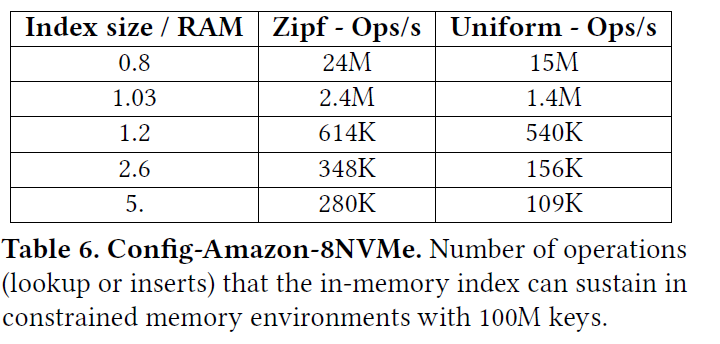 Index size / RAM Zipf - Ops/s Uniform - Ops/s
0.8 24M 15M
1.03 2.4M 1.4M
1.2 614K 540K
2.6 348K 156K
5. 280K 109K
Table 6. Config-Amazon-8NVMe. Number of operations
(lookup or inserts) that the in-memory index can sustain in
constrained memory environments with 100M keys.